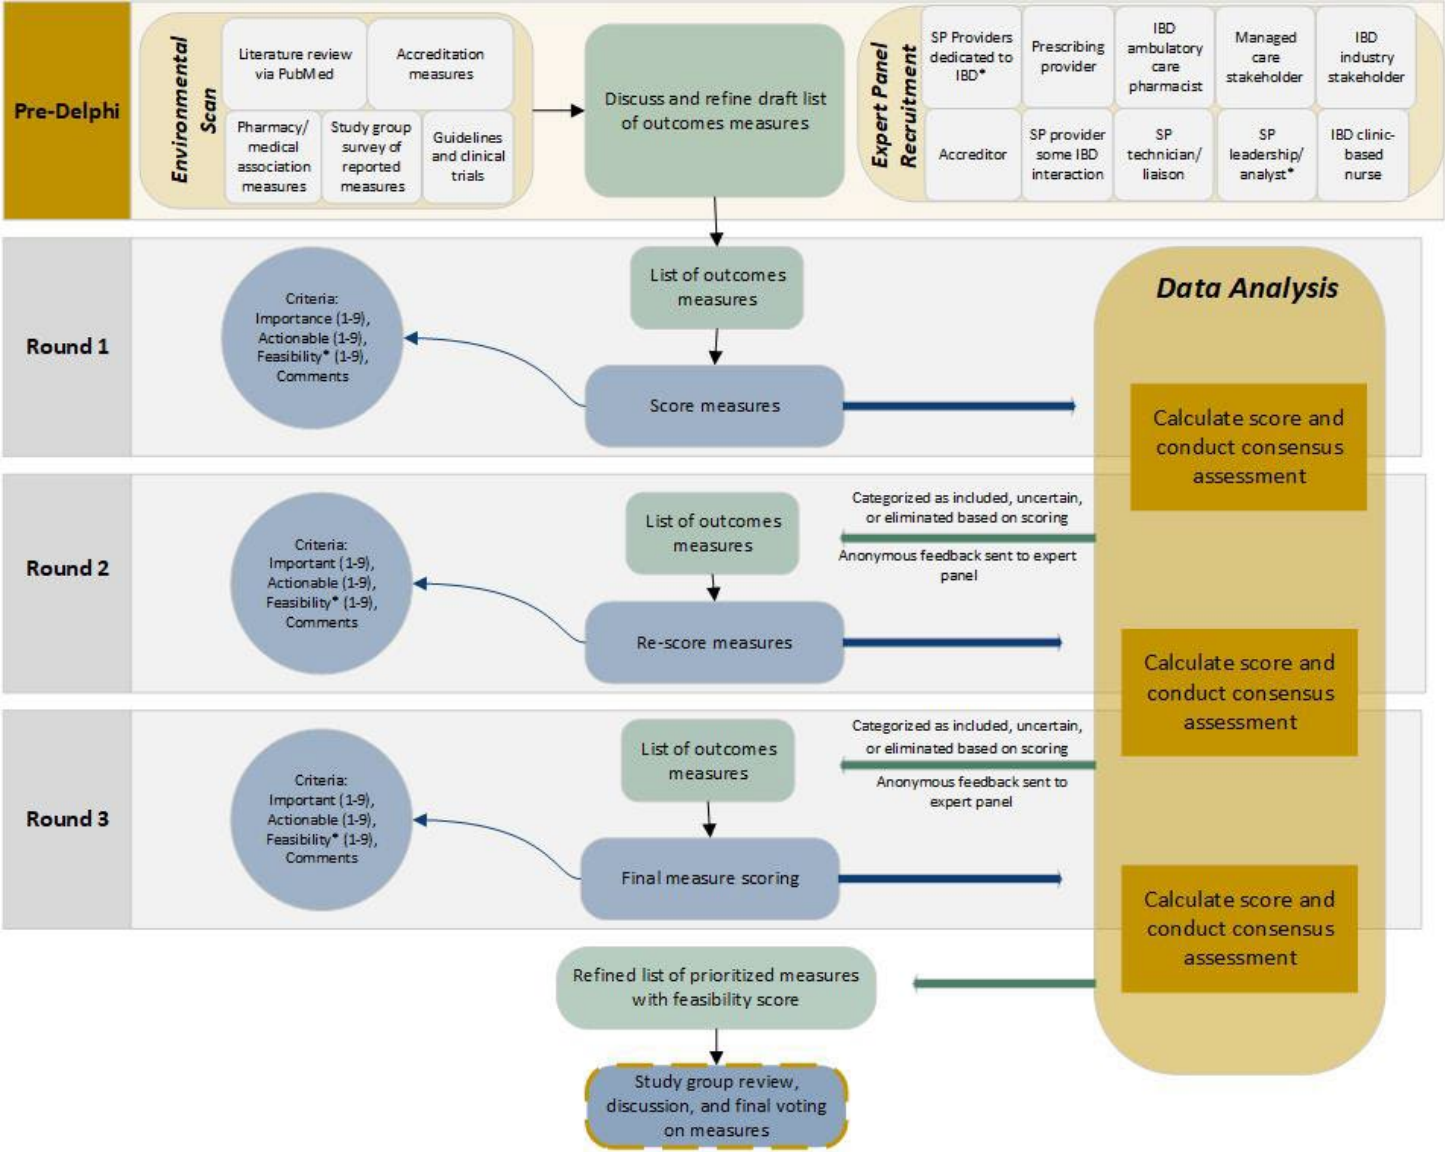 Pre-Delphi
Environmental
Scan
Literature review
via PubMed
Accreditation
measures
Pharmacy/
medical
association
measures
Study group
survey of
reported
measures
Guidelines
and clinical
trials
Discuss and refine draft list
of outcomes measures
Expert Panel
Recruitment
SP Providers
dedicated to
IBD*
Prescribing
provider
IBD
ambulatory
care
pharmacist
Managed
care
stakeholder
IBD
industry
stakeholder
Accreditor
SP provider
some IBD
interaction
SP
technician/
liaison
SP
leadership/
analyst*
IBD clinic-
based
nurse
Round 1
Criteria:
Importance (1-9),
Actionable (1-9),
Feasibility* (1-9),
Comments
List of outcomes
measures
Score measures
Data Analysis
Calculate score and
conduct consensus
assessment
Round 2
Criteria:
Important (1-9),
Actionable (1-9),
Feasibility* (1-9),
Comments
List of outcomes
measures
Re-score measures
Categorized as included, uncertain,
or eliminated based on scoring
Anonymous feedback sent to expert
panel
Calculate score and
conduct consensus
assessment
Round 3
Criteria:
Important (1-9),
Actionable (1-9),
Feasibility* (1-9),
Comments
List of outcomes
measures
Final measure scoring
Categorized as included, uncertain,
or eliminated based on scoring
Anonymous feedback sent to
expert panel
Calculate score and
conduct consensus
assessment
Refined list of prioritized measures
with feasibility score
Study group review,
discussion, and final voting
on measures